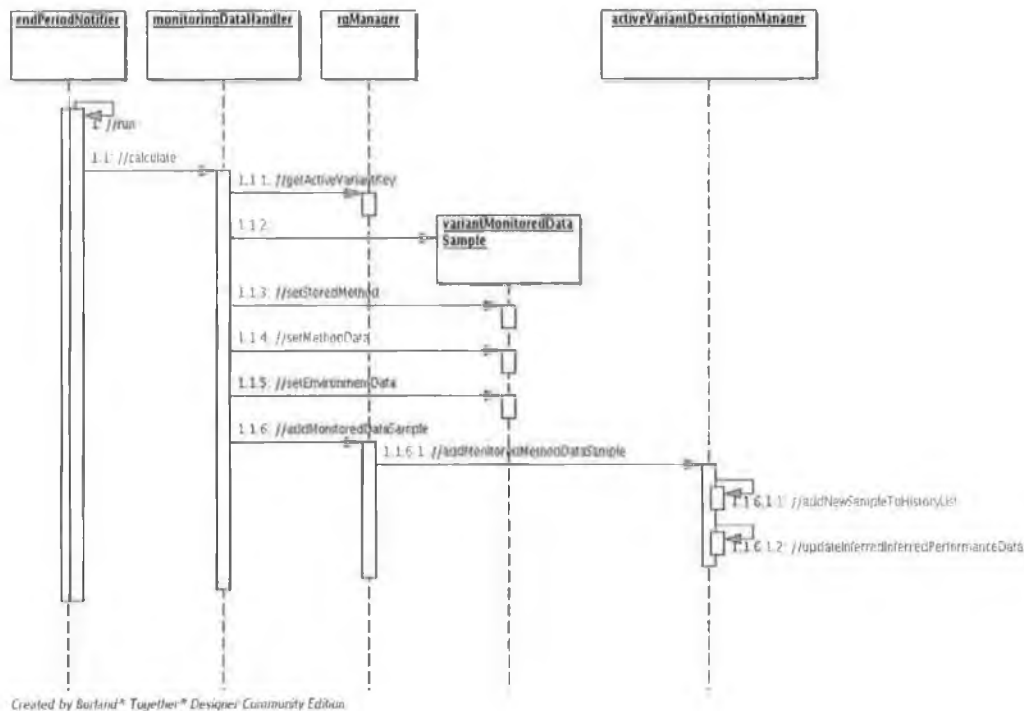 endPeriodNotifier
monitoringDataHandler
rqManager
activeVariantDescriptionManager
1: //run
1.1: //calculate
1.1.1: //getActiveVariantKey
1.1.2:
variantMonitoredData
Sample
1.1.3: //setStoredMethod
1.1.4: //setMethodData
1.1.5: //setEnvironmentData
1.1.6: //addMonitoredDataSample
1.1.6.1: //addMonitoredMethodDataSample
1.1.6.1.1: //addNewSampleToHistoryList
1.1.6.1.2: //updateInferredInferredPerformanceData
Created by Borland® Together® Designer Community Edition